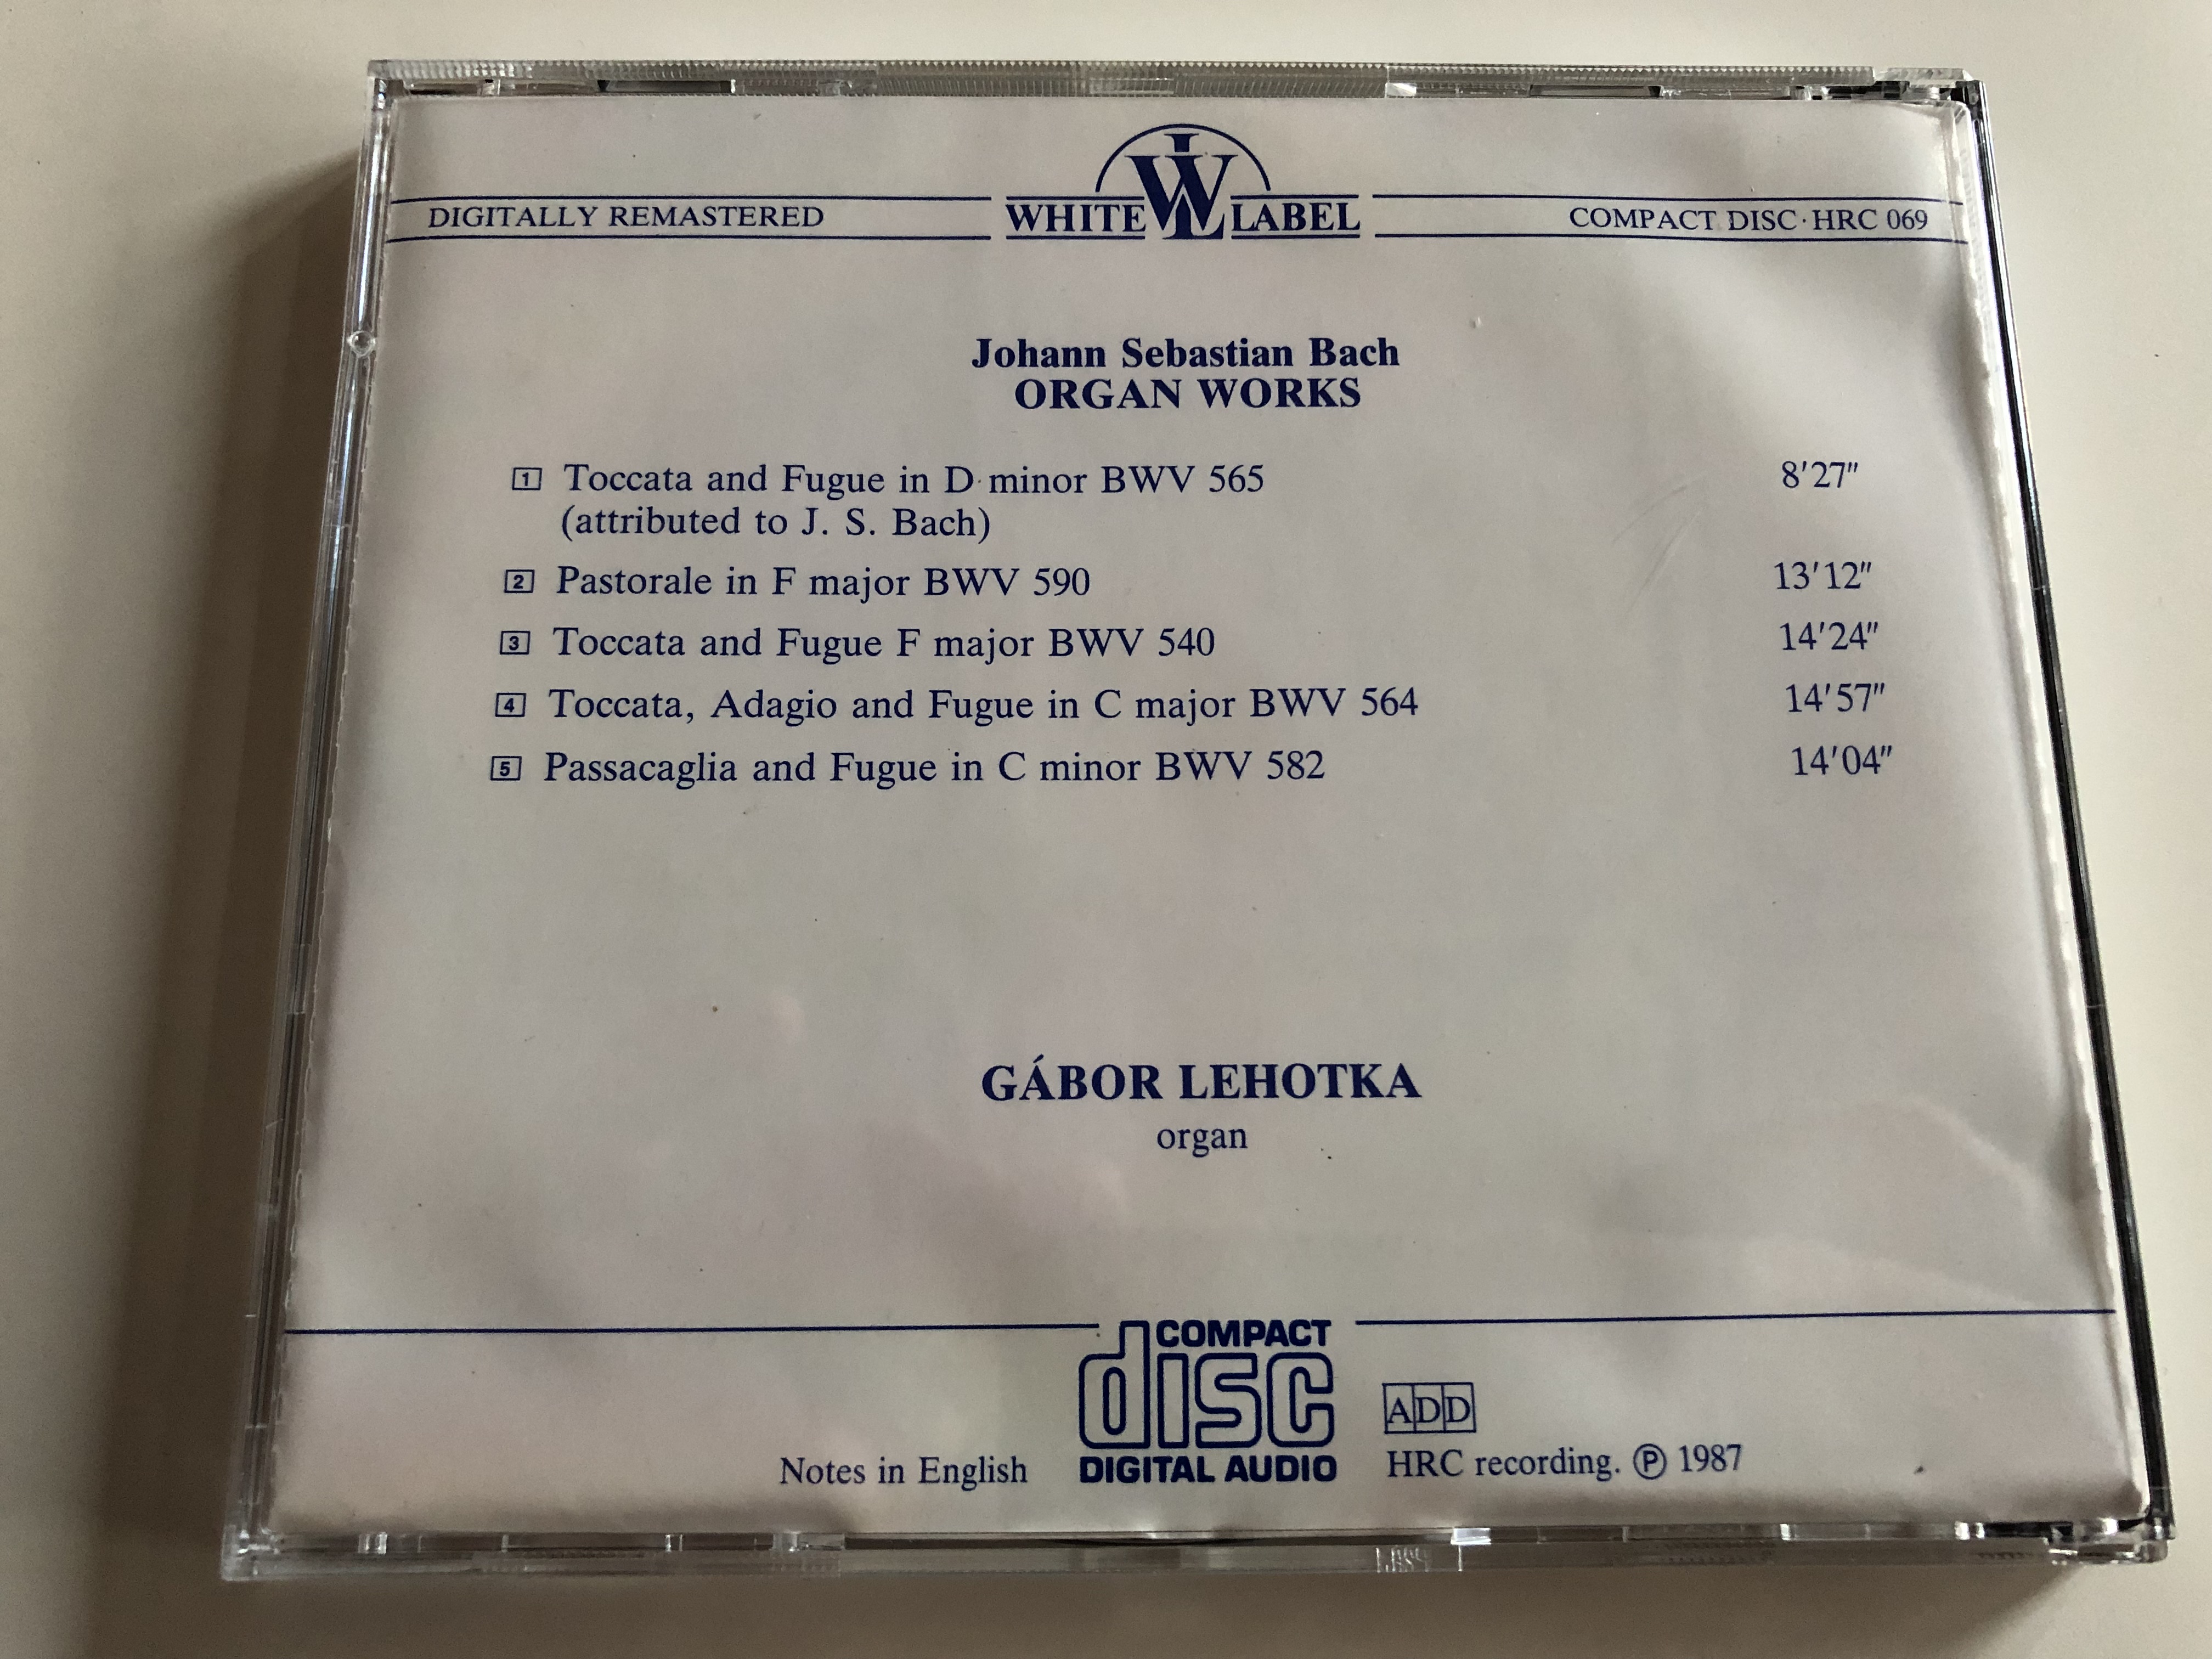 WL
DIGITALLY REMASTERED WHITE LABEL COMPACT DISC·HRC 069
Johann Sebastian Bach
ORGAN WORKS
1 Toccata and Fugue in D minor BWV 565 8'27"
(attributed to J. S. Bach)
2 Pastorale in F major BWV 590 13'12"
3 Toccata and Fugue F major BWV 540 14'24"
4 Toccata, Adagio and Fugue in C major BWV 564 14'57"
5 Passacaglia and Fugue in C minor BWV 582 14'04"
GÁBOR LEHOTKA
organ
COMPACT
disc
DIGITAL AUDIO
ADD
Notes in English
HRC recording. ℗ 1987